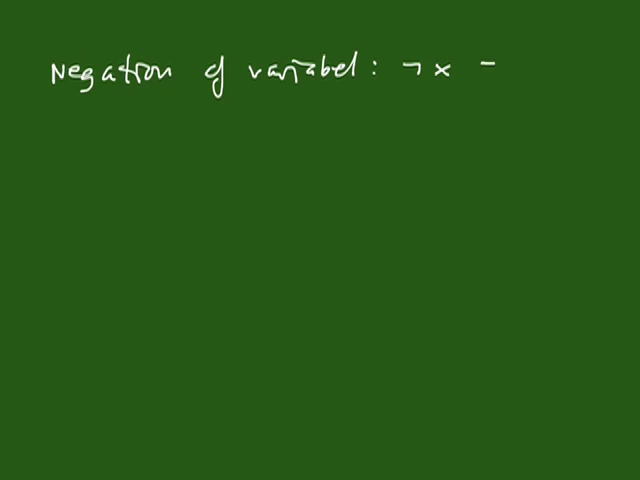 Negation of variabel: ¬ x -